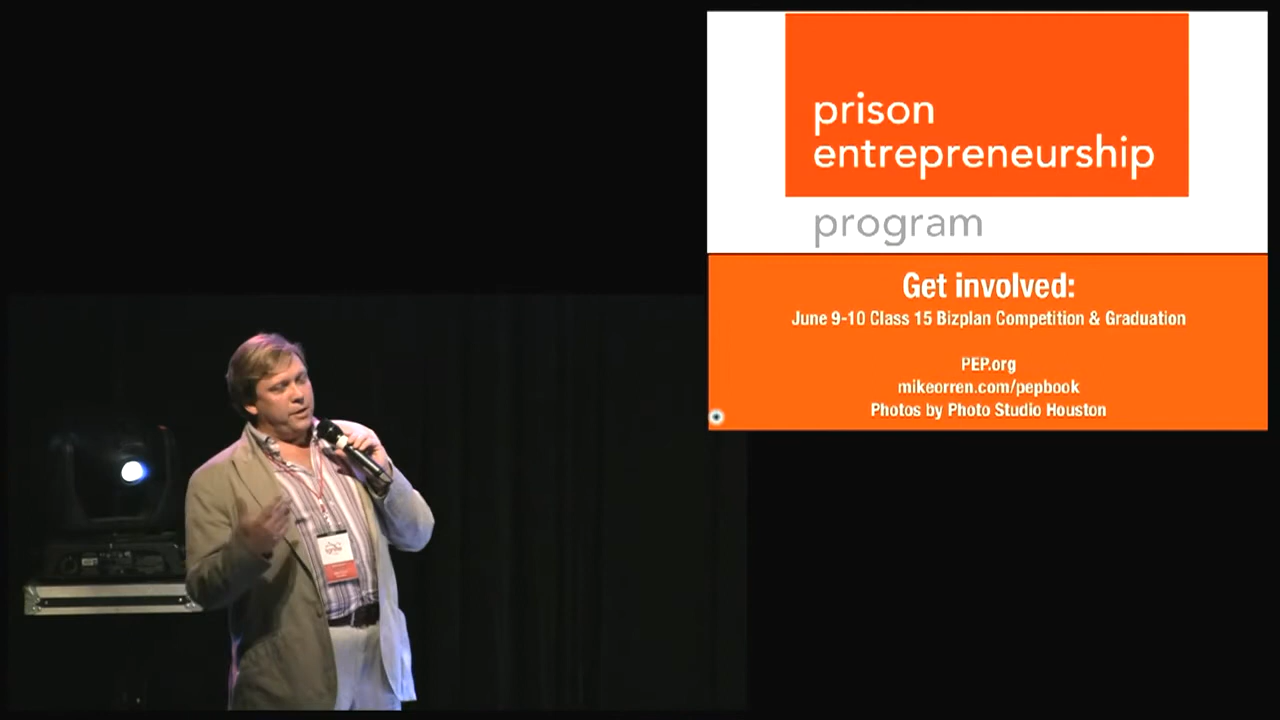 prison
entrepreneurship
program
Get involved:
June 9-10 Class 15 Bizplan Competition & Graduation
PEP.org
mikeorren.com/pepbook
Photos by Photo Studio Houston
ignite